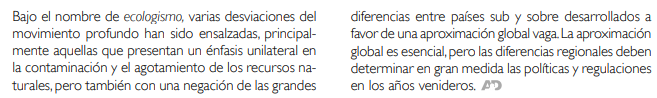 Bajo el nombre de ecologismo, varias desviaciones del
movimiento profundo han sido ensalzadas, principal-
mente aquellas que presentan un énfasis unilateral en
la contaminación y el agotamiento de los recursos na-
turales, pero también con una negación de las grandes
diferencias entre países sub y sobre desarrollados a
favor de una aproximación global vaga. La aproximación
global es esencial, pero las diferencias regionales deben
determinar en gran medida las políticas y regulaciones
en los años venideros. AD